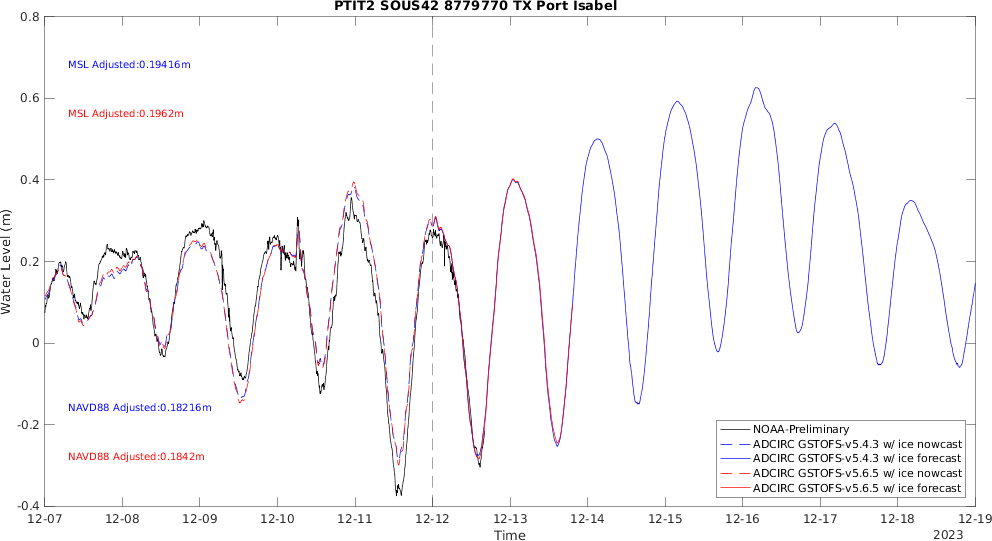 PTIT2 SOUS42 8779770 TX Port Isabel
0.8
0.6
0.4
0.2
0
-0.2
-0.4
Water Level (m)
MSL Adjusted:0.19416m
MSL Adjusted:0.1962m
NAVD88 Adjusted:0.18216m
NAVD88 Adjusted:0.1842m
NOAA-Preliminary
ADCIRC GSTOFS-v5.4.3 w/ ice nowcast
ADCIRC GSTOFS-v5.4.3 w/ ice forecast
ADCIRC GSTOFS-v5.6.5 w/ ice nowcast
ADCIRC GSTOFS-v5.6.5 w/ ice forecast
12-07 12-08 12-09 12-10 12-11 12-12 12-13 12-14 12-15 12-16 12-17 12-18 12-19
Time
2023